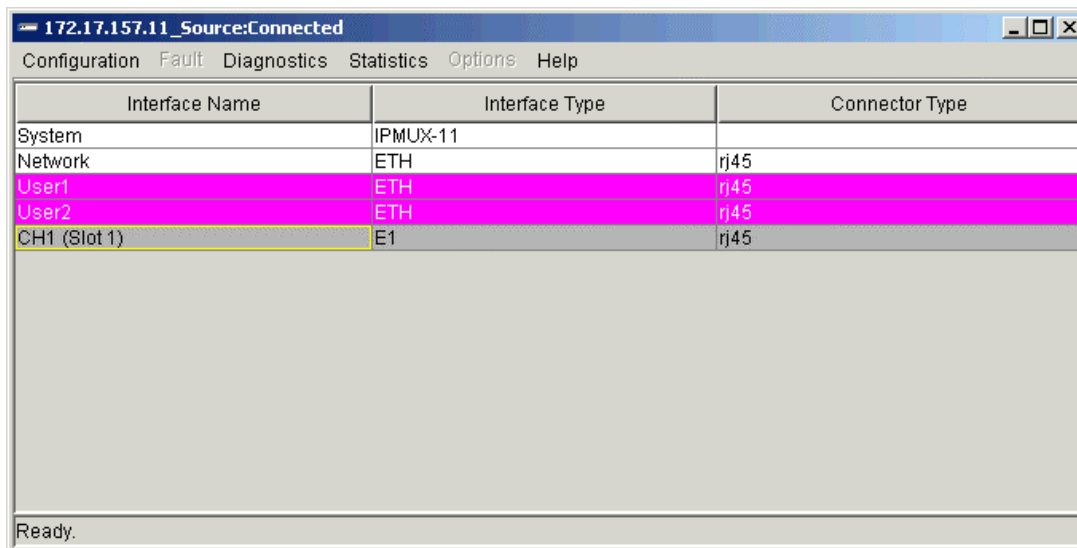 172.17.157.11_Source:Connected
Configuration Fault Diagnostics Statistics Options Help
Interface Name Interface Type Connector Type
System IPMUX-11
Network ETH rj45
User1 ETH rj45
User2 ETH rj45
CH1 (Slot 1) E1 rj45
Ready.